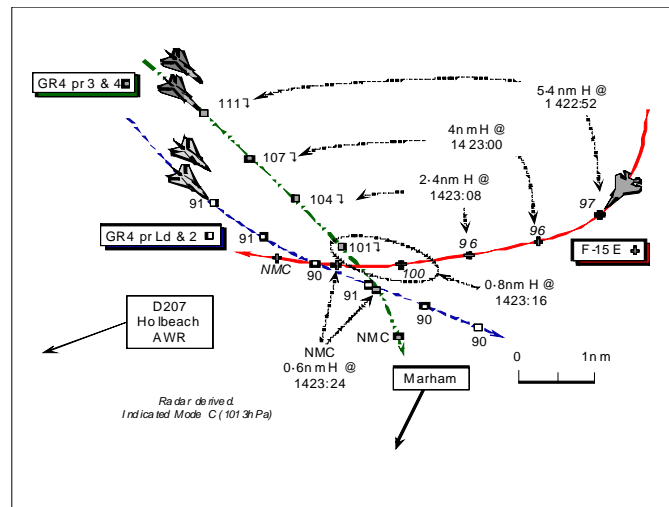 GR4 pr 3 & 4
111
5·4nm H @
1422:52
4nm H @
1423:00
107
2·4nm H @
1423:08
104
97
91
GR4 pr Ld & 2
91
96
96
F-15E
101
NMC
90
100
0·8nm H @
1423:16
91
90
90
D207
Holbeach
AWR
NMC
0·6nm H @
1423:24
NMC
Marham
0 1nm
Radar derived.
Indicated Mode C (1013hPa)